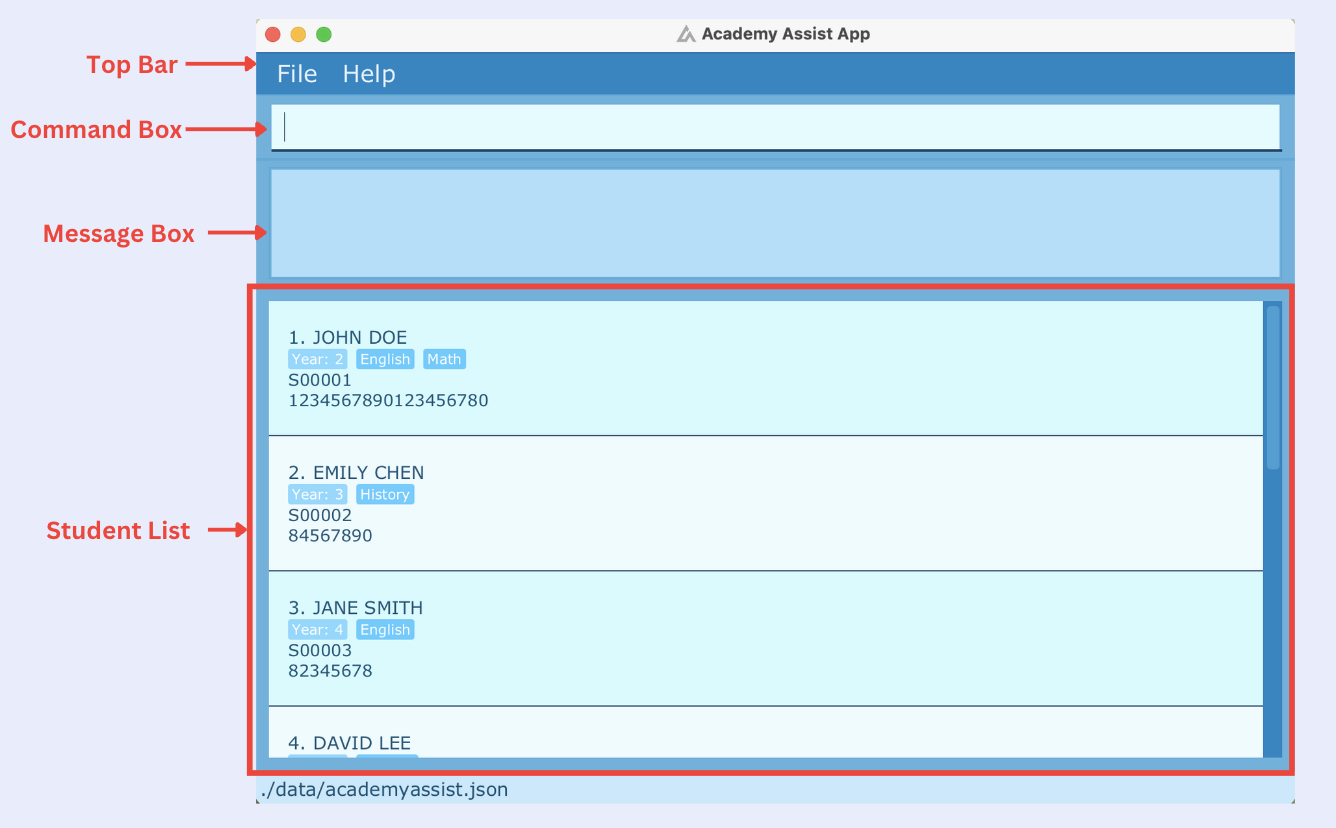 Academy Assist App
Top Bar
File Help
Command Box
Message Box
1. JOHN DOE
Year: 2 English Math
S00001
1234567890123456780
2. EMILY CHEN
Year: 3 History
S00002
84567890
Student List
3. JANE SMITH
Year: 4 English
S00003
82345678
4. DAVID LEE
./data/academyassist.json